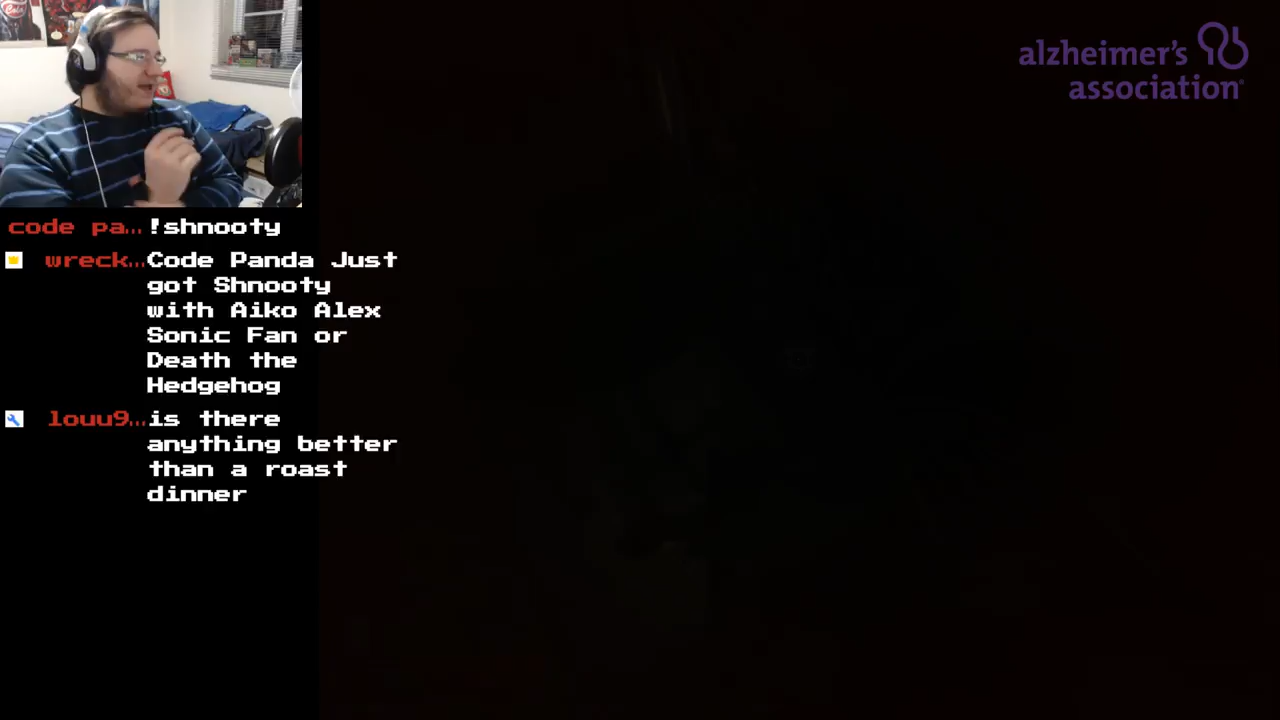 alzheimer's
association
code pa... !shnooty
wreck... Code Panda Just
got Shnooty
with Aiko Alex
Sonic Fan or
Death the
Hedgehog
louu9... is there
anything better
than a roast
dinner